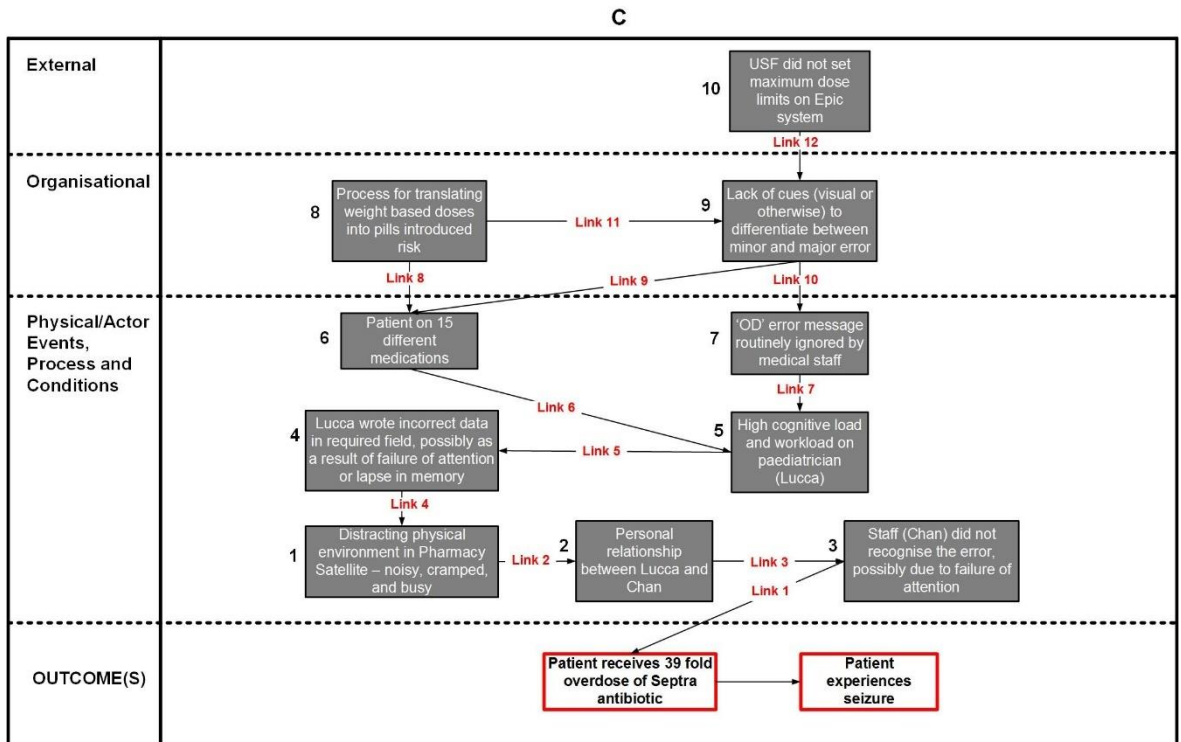 C
External
10
USF did not set
maximum dose
limits on Epic
system
Link 12
Organisational
8
Process for translating
weight based doses
into pills introduced
risk
Link 11
9
Lack of cues (visual or
otherwise) to
differentiate between
minor and major error
Link 8
Link 9
Link 10
Physical/Actor
Events,
Process and
Conditions
6
Patient on 15
different
medications
7
‘OD’ error message
routinely ignored by
medical staff
Link 6
Link 7
4
Lucca wrote incorrect data
in required field, possibly as
a result of failure of attention
or lapse in memory
Link 5
5
High cognitive load
and workload on
paediatrician
(Lucca)
Link 4
1
Distracting physical
environment in Pharmacy
Satellite – noisy, cramped,
and busy
Link 2
2
Personal
relationship
between Lucca and
Chan
Link 3
3
Staff (Chan) did not
recognise the error,
possibly due to failure of
attention
Link 1
OUTCOME(S)
Patient receives 39 fold
overdose of Septra
antibiotic
Patient
experiences
seizure